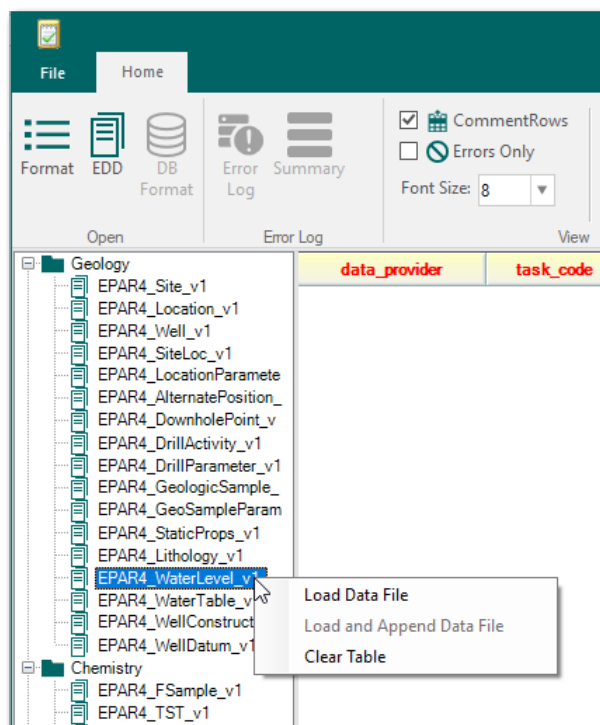 File
Home
Format
EDD
DB
Format
Error
Log
Summary
CommentRows
Errors Only
Font Size: 8
Open
Error Log
View
Geology
EPAR4_Site_v1
EPAR4_Location_v1
EPAR4_Well_v1
EPAR4_SiteLoc_v1
EPAR4_LocationParamete
EPAR4_AlternatePosition_
EPAR4_DownholePoint_v
EPAR4_DrillActivity_v1
EPAR4_DrillParameter_v1
EPAR4_GeologicSample_
EPAR4_GeoSampleParam
EPAR4_StaticProps_v1
EPAR4_Lithology_v1
EPAR4_WaterLevel_v1
EPAR4_WaterTable_v
EPAR4_WellConstruct
EPAR4_WellDatum_v1
Chemistry
EPAR4_FSample_v1
EPAR4_TST_v1
data_provider
task_code
Load Data File
Load and Append Data File
Clear Table